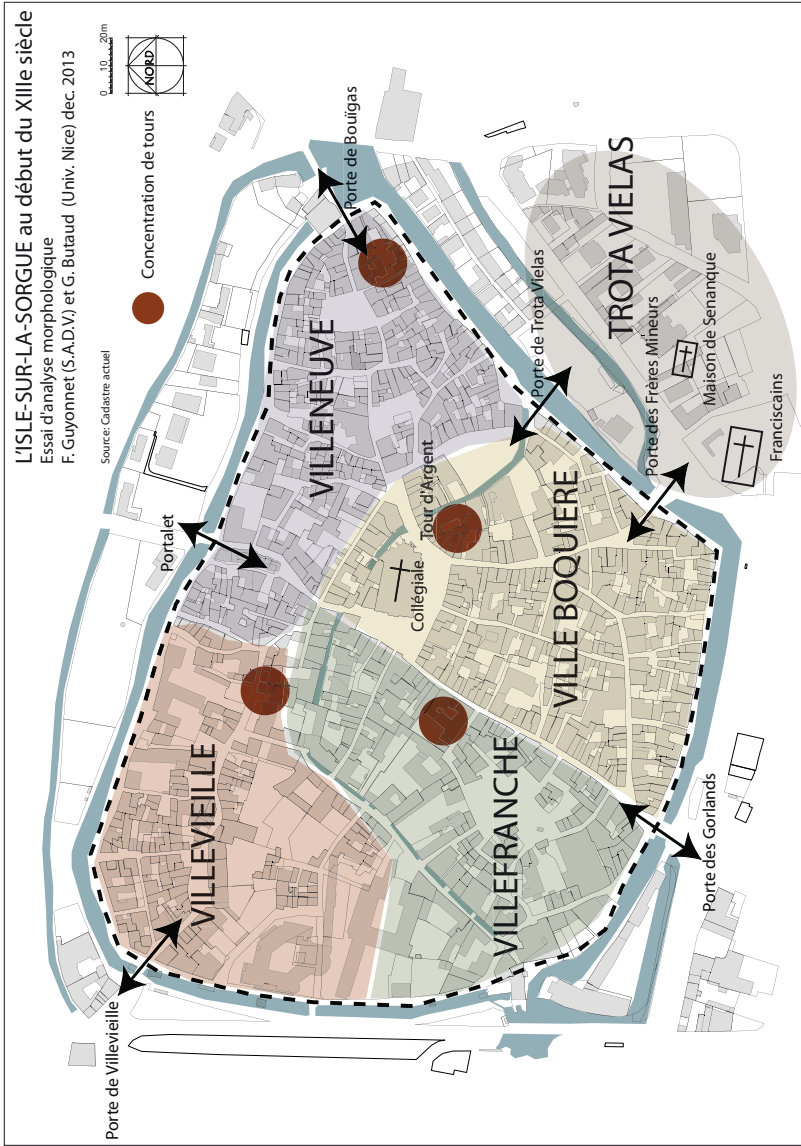 L'ISLE-SUR-LA-SORGUE au début du XIIIe siècle
Essai d'analyse morphologique
F. Guyonnet (S.A.D.V.) et G. Butaud (Univ. Nice) dec. 2013
0 10 20m
NORD
Source: Cadastre actuel
Concentration de tours
Porte de Villevieille
VILLEVIEILLE
Portalet
VILLENEUVE
Porte de Bouïgas
Collégiale
Tour d'Argent
VILLEFRANCHE
VILLE BOQUIERE
Porte de Trota Vielas
TROTA VIELAS
Porte des Frères Mineurs
Maison de Senanque
Franciscains
Porte des Gorlands